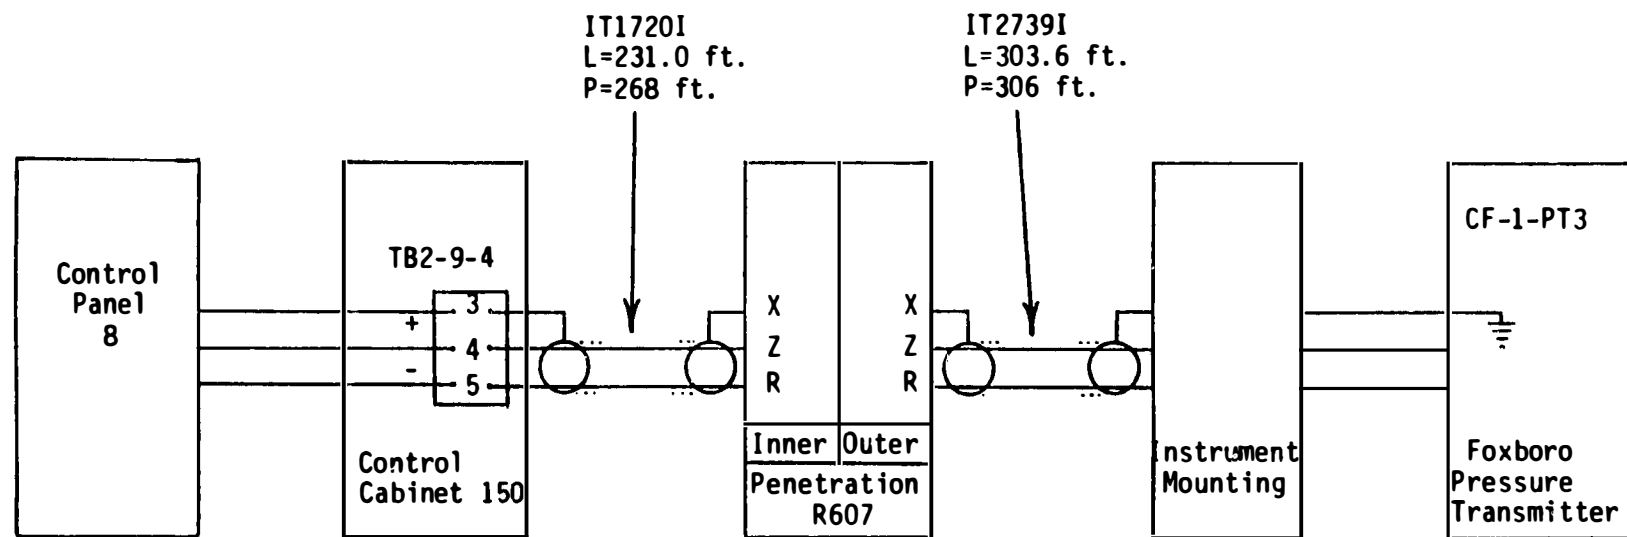 IT1720I
L=231.0 ft.
P=268 ft.
IT2739I
L=303.6 ft.
P=306 ft.
Control
Panel
8
TB2-9-4
+
-
3
4
5
Control
Cabinet 150
X
Z
R
X
Z
R
Inner
Outer
Penetration
R607
Instrument
Mounting
CF-1-PT3
Foxboro
Pressure
Transmitter